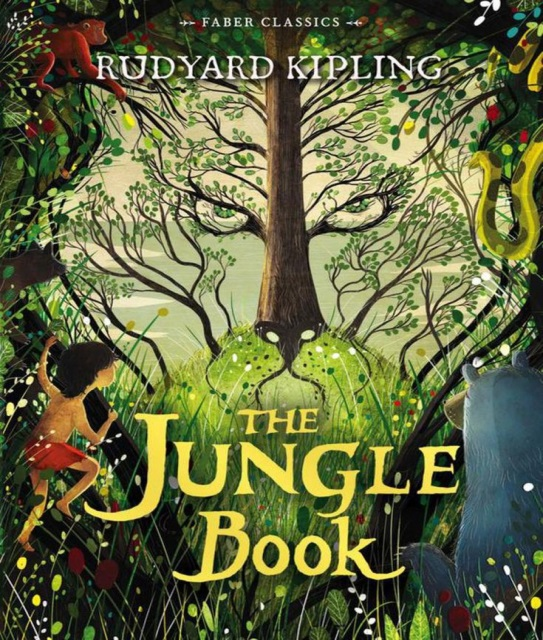 FABER CLASSICS
RUDYARD KIPLING
THE
JUNGLE
BOOK